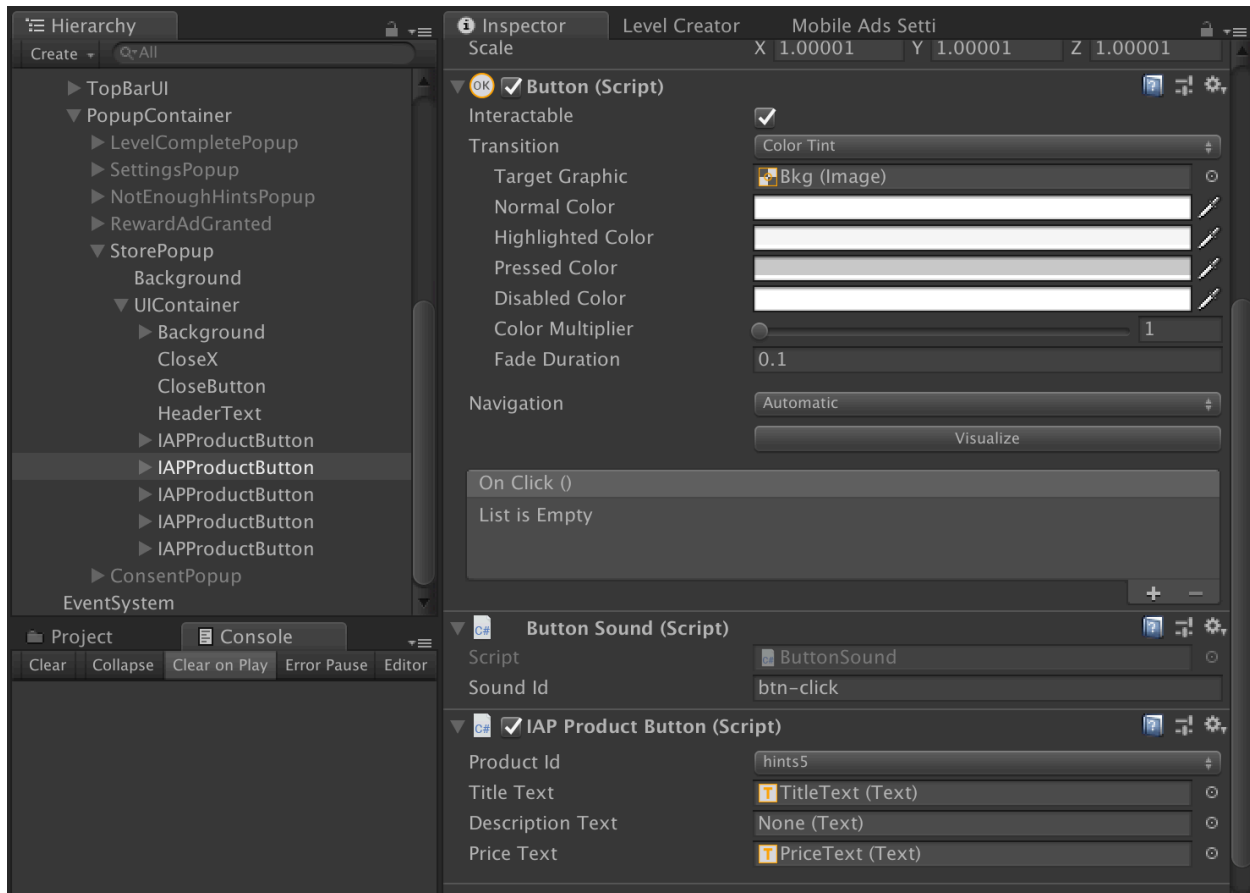 Hierarchy
Create
All
TopBarUI
PopupContainer
LevelCompletePopup
SettingsPopup
NotEnoughHintsPopup
RewardAdGranted
StorePopup
Background
UIContainer
Background
CloseX
CloseButton
HeaderText
IAPProductButton
IAPProductButton
IAPProductButton
IAPProductButton
IAPProductButton
ConsentPopup
EventSystem
Project Console
Clear Collapse Clear on Play Error Pause Editor
Inspector Level Creator Mobile Ads Setti
Scale X 1.00001 Y 1.00001 Z 1.00001
OK Button (Script)
Interactable
Transition Color Tint
Target Graphic Bkg (Image)
Normal Color
Highlighted Color
Pressed Color
Disabled Color
Color Multiplier 1
Fade Duration 0.1
Navigation Automatic
Visualize
On Click ()
List is Empty
+ −
C# Button Sound (Script)
Script C# ButtonSound
Sound Id btn-click
C# IAP Product Button (Script)
Product Id hints5
Title Text T TitleText (Text)
Description Text None (Text)
Price Text T PriceText (Text)